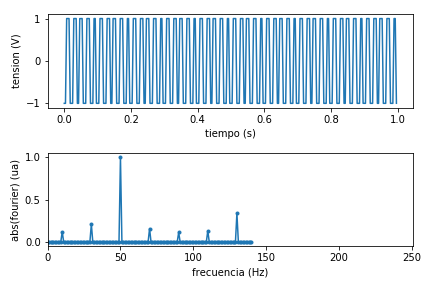 tension (V)
1
0
−1
0.0 0.2 0.4 0.6 0.8 1.0
tiempo (s)
abs(fourier) (ua)
1.0
0.5
0.0
0 50 100 150 200 250
frecuencia (Hz)